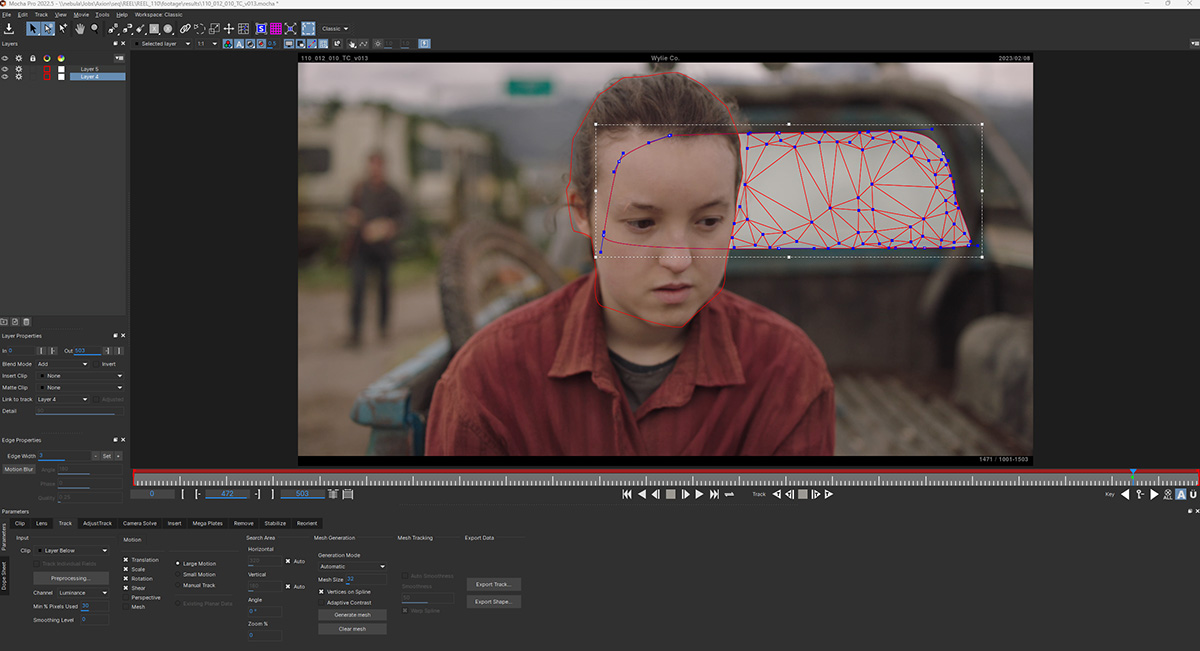 Mocha Pro 2022.5 - \\nebula\Jobs\Axion\seq\REEL\REEL_110\footage\results\110_012_010_TC_v013.mocha *
File Edit Track View Movie Tools Help Workspace: Classic
Classic
Layers
Selected layer 1:1 0.5
Layer 5
Layer 4
110_012_010_TC_v013 Wylie Co. 2023/02/08
1471 / 1001-1503
Layer Properties
In 0 Out 503
Blend Mode Add Invert
Insert Clip None
Matte Clip None
Link to track Layer 4 Adjusted
Detail
Edge Properties
Edge Width 3 - Set +
Motion Blur Angle 180
Phase 0
Quality 0.25
0 472 503 Track Key
Parameters
Parameters
Dope Sheet
Clip Lens Track AdjustTrack Camera Solve Insert Mega Plates Remove Stabilize Reorient
Input
Clip Layer Below
Track Individual Fields
Preprocessing...
Channel Luminance
Min % Pixels Used 30
Smoothing Level 0
Motion
Translation
Scale
Rotation
Shear
Perspective
Mesh
Large Motion
Small Motion
Manual Track
Existing Planar Data
Search Area
Horizontal
Auto
Vertical
Auto
Angle
0 °
Zoom %
0
Mesh Generation
Generation Mode
Automatic
Mesh Size 32
Vertices on Spline
Adaptive Contrast
Generate mesh
Clear mesh
Mesh Tracking
Auto Smoothness
Smoothness
50
Warp Spline
Export Data
Export Track...
Export Shape...